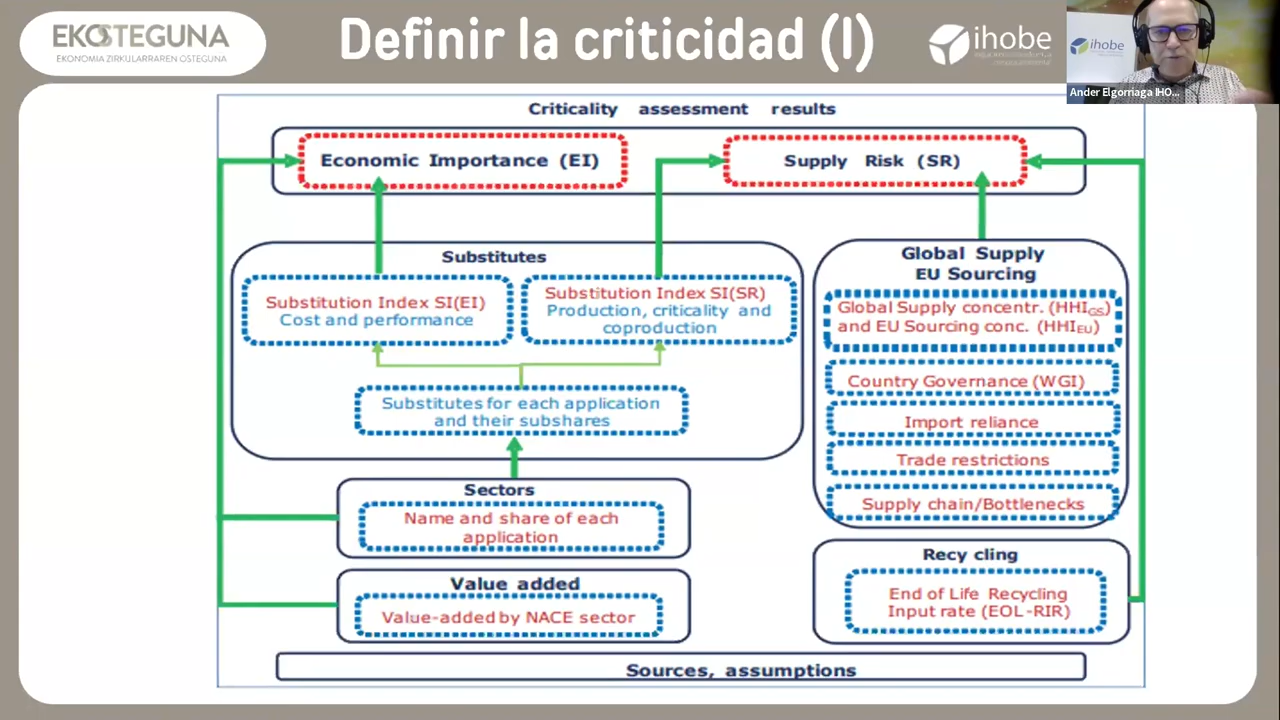 EKOSTEGUNA
EKONOMIA ZIRKULARRAREN OSTEGUNA
Definir la criticidad (I)
ihobe
ihobe
Ander Elgorriaga IHO...
Criticality assessment results
Economic Importance (EI)
Supply Risk (SR)
Substitutes
Substitution Index SI(EI)
Cost and performance
Substitution Index SI(SR)
Production, criticality and
coproduction
Substitutes for each application
and their subshares
Sectors
Name and share of each
application
Value added
Value-added by NACE sector
Global Supply
EU Sourcing
Global Supply concentr. (HHIGS)
and EU Sourcing conc. (HHIEU)
Country Governance (WGI)
Import reliance
Trade restrictions
Supply chain/Bottlenecks
Recy cling
End of Life Recycling
Input rate (EOL-RIR)
Sources, assumptions